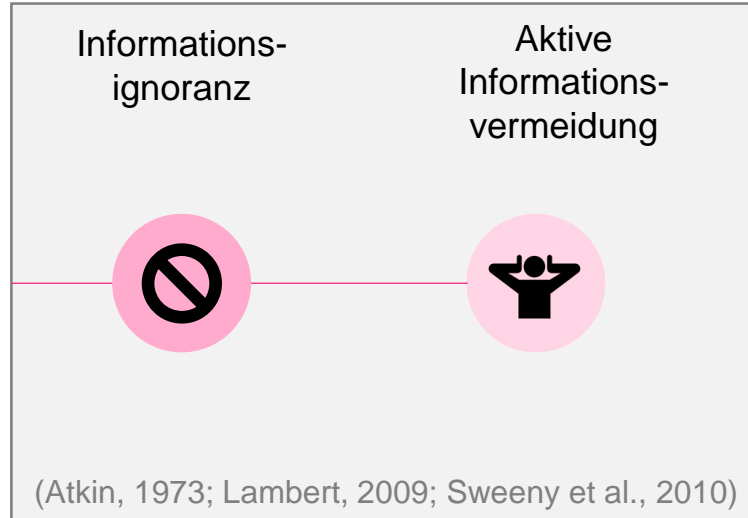 Informations-
ignoranz
Aktive
Informations-
vermeidung
(Atkin, 1973; Lambert, 2009; Sweeny et al., 2010)